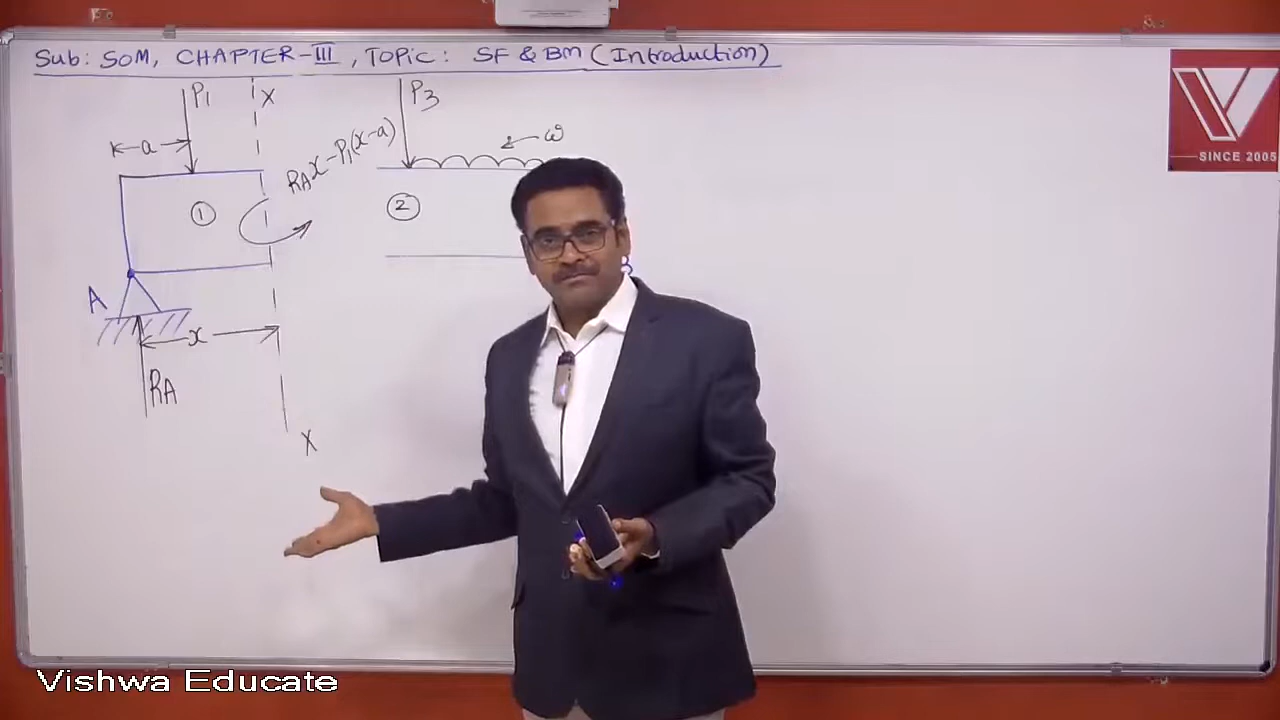 Sub: SOM, CHAPTER-III, TOPIC: SF & BM (Introduction)
P1
X
P3
a
RAx-P1(x-a)
ω
1
2
A
x
RA
X
B
V
SINCE 2005
Vishwa Educate